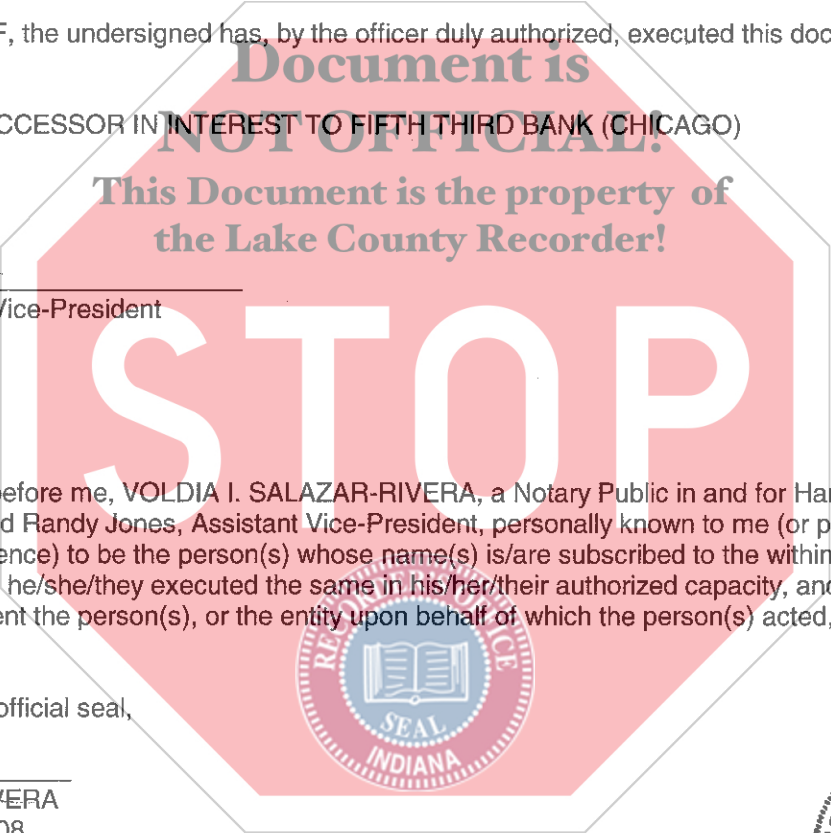 F, the undersigned has, by the officer duly authorized, executed this doc
Document is
CCESSOR IN INTEREST TO FIFTH THIRD BANK (CHICAGO)
NOT OFFICIAL!
This Document is the property of
the Lake County Recorder!
Vice-President
STOP
efore me, VOLDIA I. SALAZAR-RIVERA, a Notary Public in and for Har
d Randy Jones, Assistant Vice-President, personally known to me (or p
ence) to be the person(s) whose name(s) is/are subscribed to the within
he/she/they executed the same in his/her/their authorized capacity, and
ent the person(s), or the entity upon behalf of which the person(s) acted,
RECORDER'S OFFICE
SEAL
INDIANA
official seal,
VERA
08